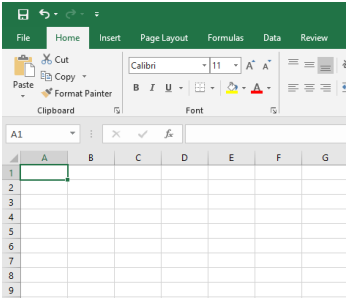 File Home Insert Page Layout Formulas Data Review
Cut
Copy
Format Painter
Paste
Calibri 11 A A
B I U A
Clipboard Font
A1 fx
A B C D E F G
1
2
3
4
5
6
7
8
9